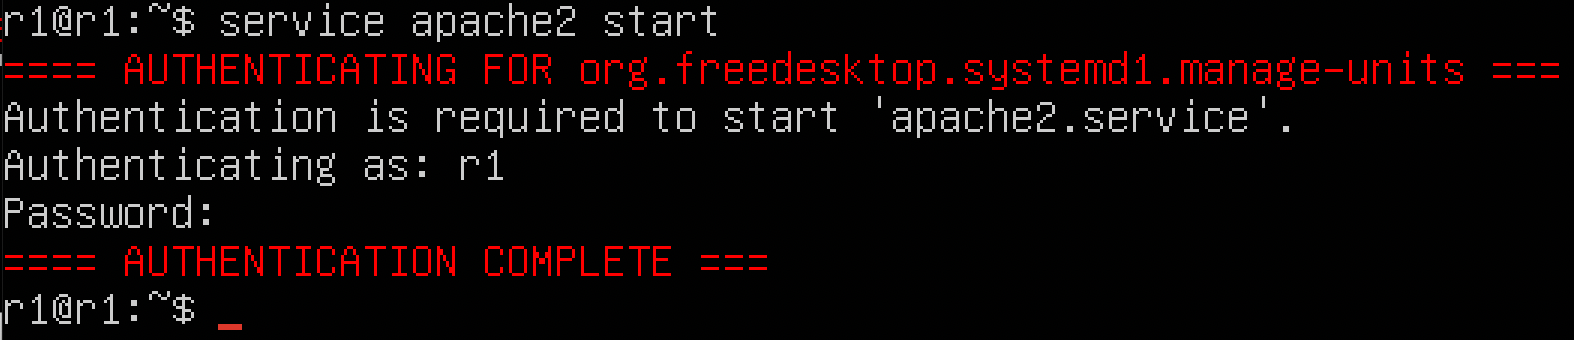 r1@r1:~$ service apache2 start
==== AUTHENTICATING FOR org.freedesktop.systemd1.manage-units ===
Authentication is required to start 'apache2.service'.
Authenticating as: r1
Password:
==== AUTHENTICATION COMPLETE ===
r1@r1:~$